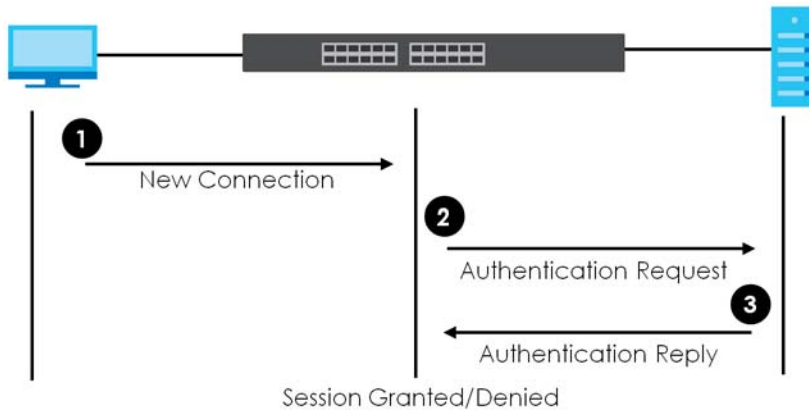 1
New Connection
2
Authentication Request
3
Authentication Reply
Session Granted/Denied